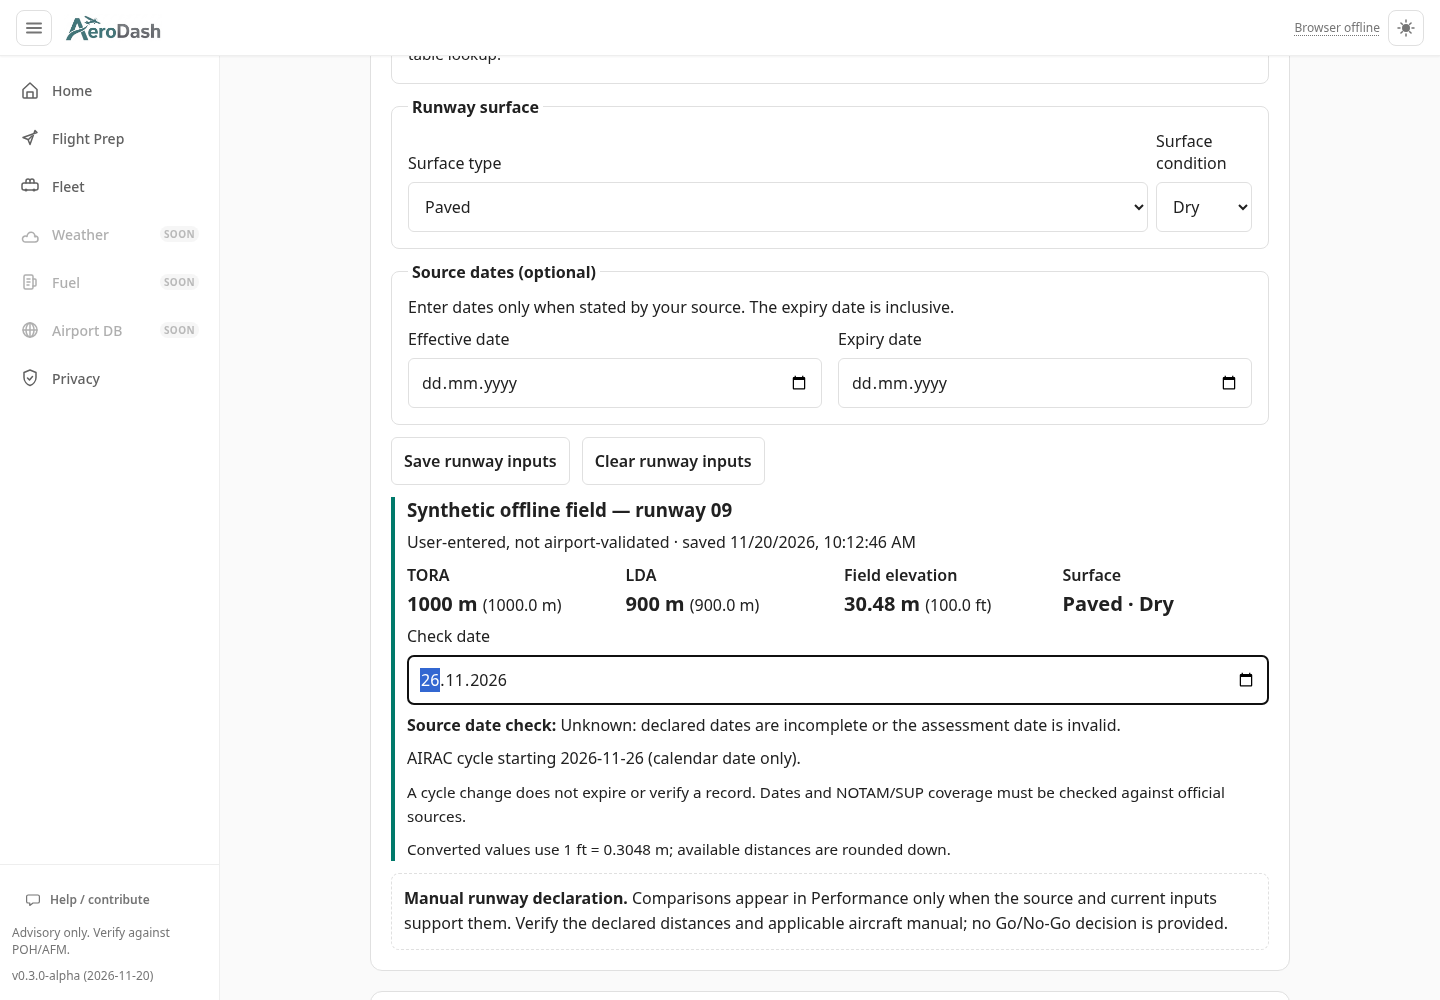 AeroDash
Browser offline
Home
Flight Prep
Fleet
Weather SOON
Fuel SOON
Airport DB SOON
Privacy
Help / contribute
Advisory only. Verify against
POH/AFM.
v0.3.0-alpha (2026-11-20)
table lookup.
Runway surface
Surface type
Surface
condition
Paved
Dry
Source dates (optional)
Enter dates only when stated by your source. The expiry date is inclusive.
Effective date
Expiry date
dd.mm.yyyy
dd.mm.yyyy
Save runway inputs
Clear runway inputs
Synthetic offline field — runway 09
User-entered, not airport-validated · saved 11/20/2026, 10:12:46 AM
TORA
LDA
Field elevation
Surface
1000 m (1000.0 m)
900 m (900.0 m)
30.48 m (100.0 ft)
Paved · Dry
Check date
26.11.2026
Source date check: Unknown: declared dates are incomplete or the assessment date is invalid.
AIRAC cycle starting 2026-11-26 (calendar date only).
A cycle change does not expire or verify a record. Dates and NOTAM/SUP coverage must be checked against official
sources.
Converted values use 1 ft = 0.3048 m; available distances are rounded down.
Manual runway declaration. Comparisons appear in Performance only when the source and current inputs
support them. Verify the declared distances and applicable aircraft manual; no Go/No-Go decision is provided.